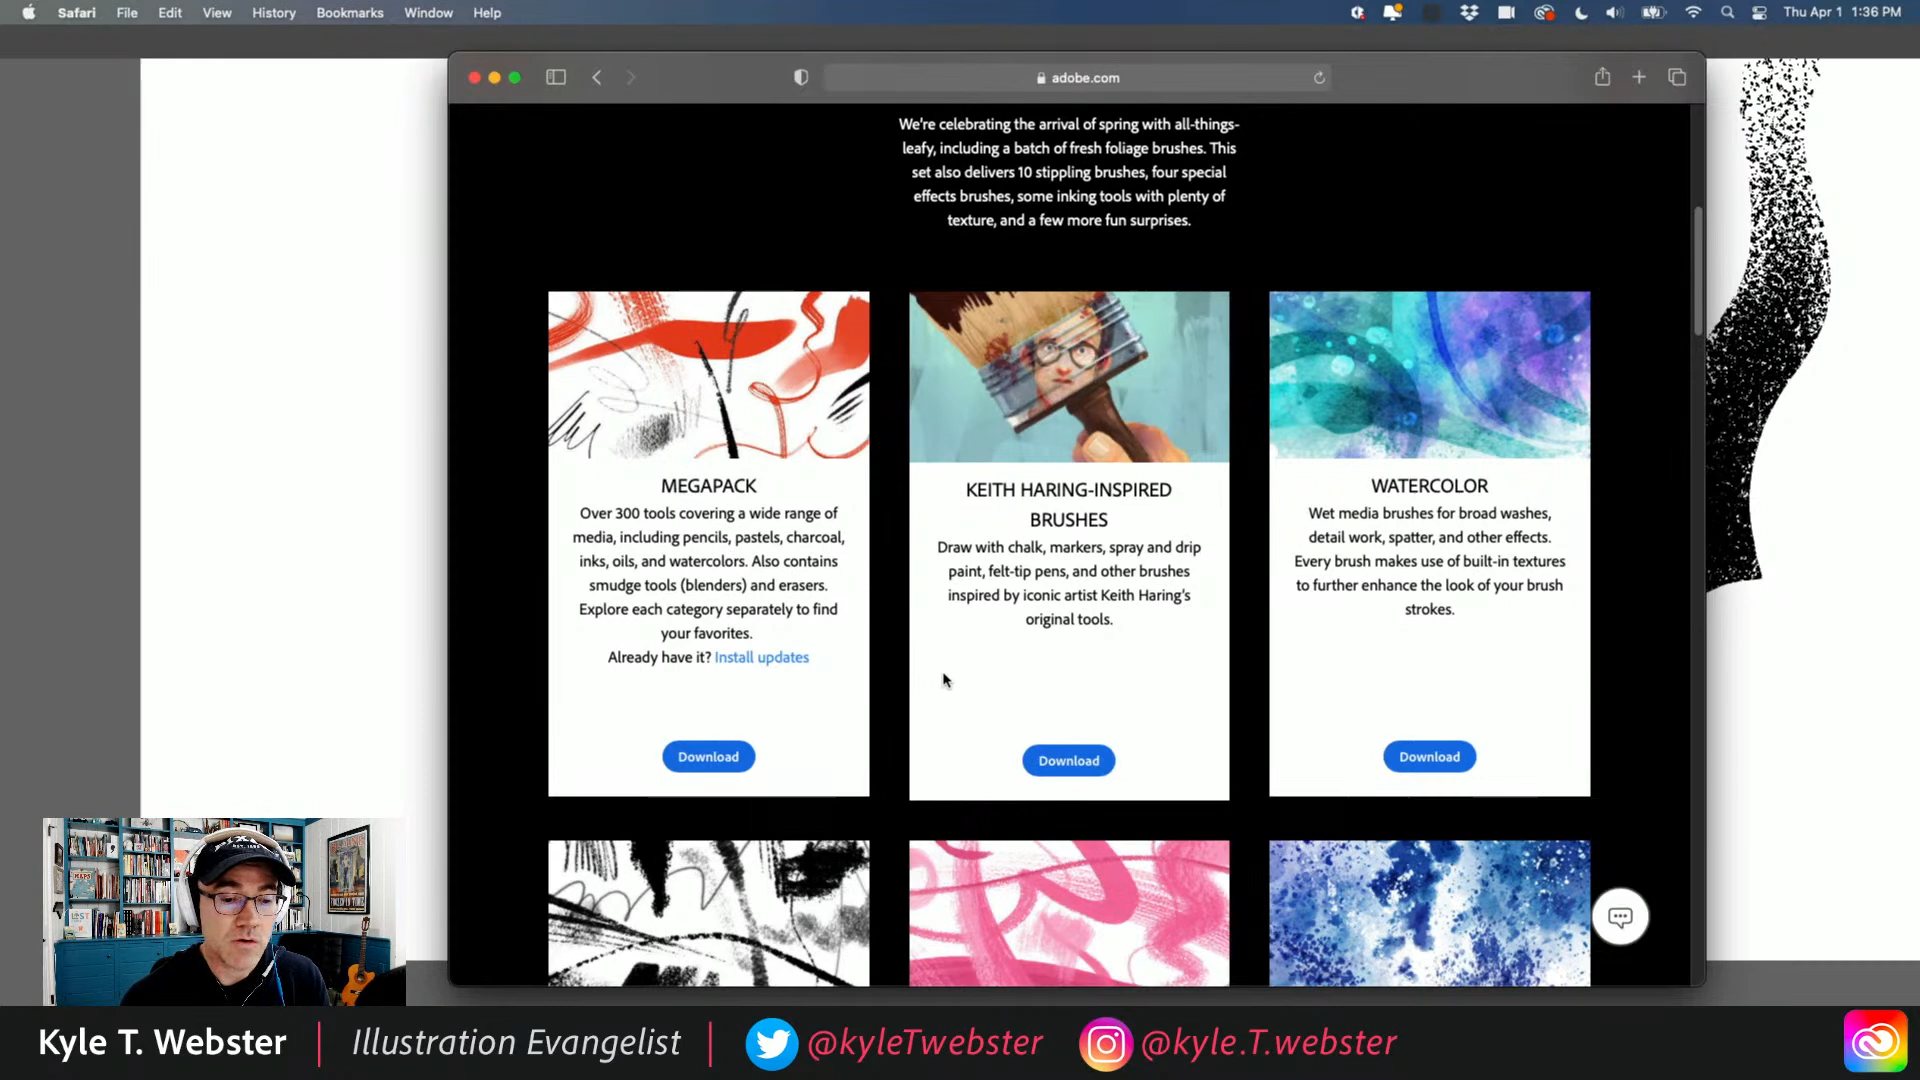 Safari File Edit View History Bookmarks Window Help Thu Apr 1 1:36 PM
adobe.com
We're celebrating the arrival of spring with all-things-
leafy, including a batch of fresh foliage brushes. This
set also delivers 10 stippling brushes, four special
effects brushes, some inking tools with plenty of
texture, and a few more fun surprises.
MEGAPACK
Over 300 tools covering a wide range of
media, including pencils, pastels, charcoal,
inks, oils, and watercolors. Also contains
smudge tools (blenders) and erasers.
Explore each category separately to find
your favorites.
Already have it? Install updates
Download
KEITH HARING-INSPIRED
BRUSHES
Draw with chalk, markers, spray and drip
paint, felt-tip pens, and other brushes
inspired by iconic artist Keith Haring's
original tools.
Download
WATERCOLOR
Wet media brushes for broad washes,
detail work, spatter, and other effects.
Every brush makes use of built-in textures
to further enhance the look of your brush
strokes.
Download
MAPS
LOST
Kyle T. Webster | Illustration Evangelist | @kyleTwebster @kyle.T.webster